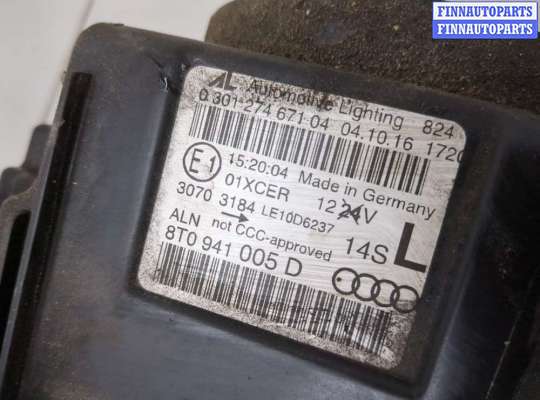 FINNAUTOPARTS
FINNAUTOPARTS
AL Automotive Lighting 824
0 301 274 671 04 04.10.16 1720
E1 15:20:04 Made in Germany
01XCER 12 24V
3070 3184 LE10D6237
ALN not CCC-approved 14S L
8T0 941 005 D